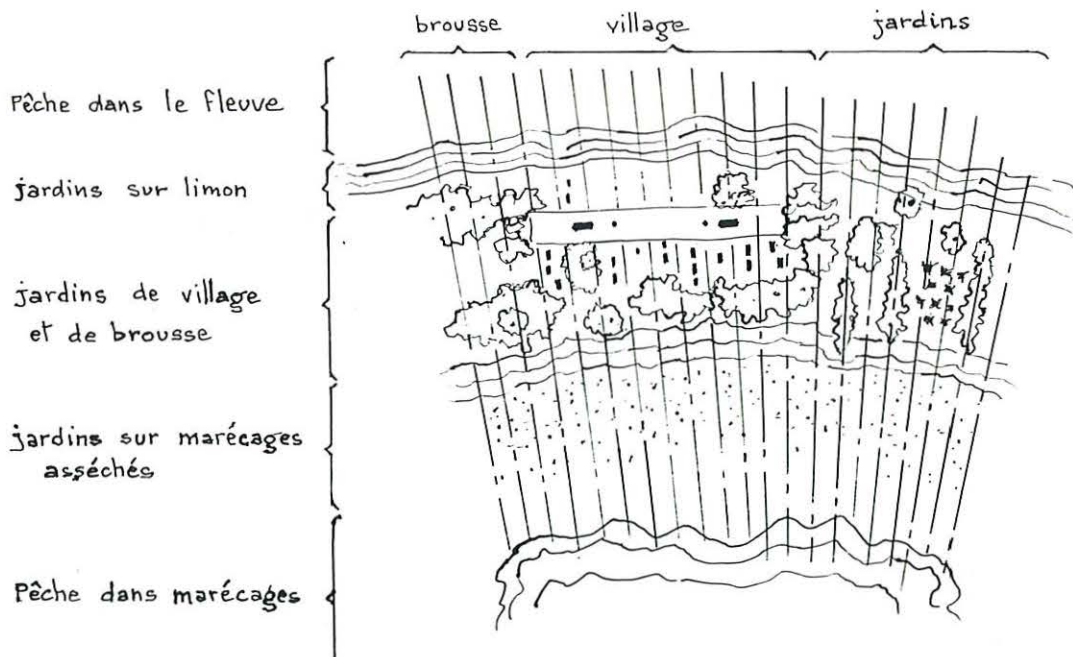 brousse
village
jardins
Pêche dans le fleuve
jardins sur limon
jardins de village
et de brousse
jardins sur marécages
asséchés
Pêche dans marécages